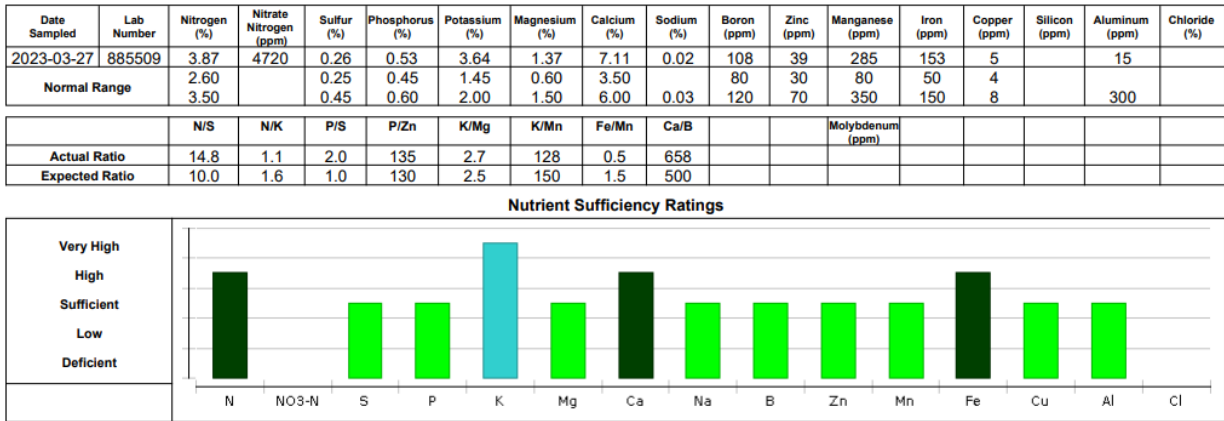 Date Sampled Lab Number Nitrogen (%) Nitrate Nitrogen (ppm) Sulfur (%) Phosphorus (%) Potassium (%) Magnesium (%) Calcium (%) Sodium (%) Boron (ppm) Zinc (ppm) Manganese (ppm) Iron (ppm) Copper (ppm) Silicon (ppm) Aluminum (ppm) Chloride (%)
2023-03-27 885509 3.87 4720 0.26 0.53 3.64 1.37 7.11 0.02 108 39 285 153 5 15
Normal Range
2.60 0.25 0.45 1.45 0.60 3.50 80 30 80 50 4
3.50 0.45 0.60 2.00 1.50 6.00 0.03 120 70 350 150 8 300
N/S N/K P/S P/Zn K/Mg K/Mn Fe/Mn Ca/B Molybdenum (ppm)
Actual Ratio 14.8 1.1 2.0 135 2.7 128 0.5 658
Expected Ratio 10.0 1.6 1.0 130 2.5 150 1.5 500
Nutrient Sufficiency Ratings
Very High
High
Sufficient
Low
Deficient
N NO3-N S P K Mg Ca Na B Zn Mn Fe Cu Al Cl